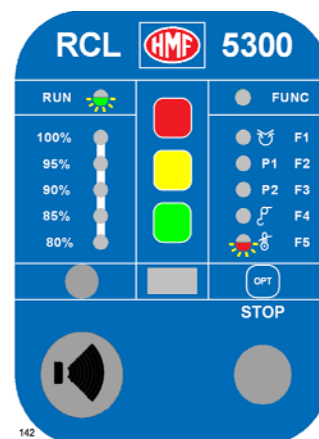 RCL HMF 5300
RUN FUNC
100% F1
95% P1 F2
90% P2 F3
85% F4
80% F5
OPT
STOP
142